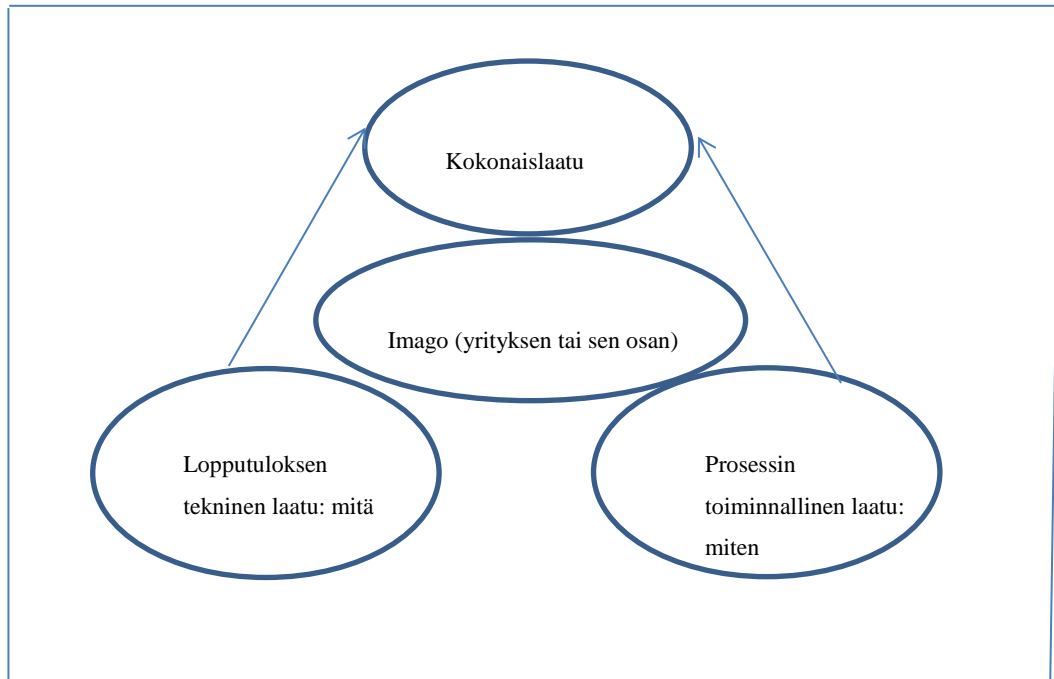 Kokonaislaatu
Imago (yrityksen tai sen osan)
Lopputuloksen
tekninen laatu: mitä
Prosessin
toiminnallinen laatu:
miten